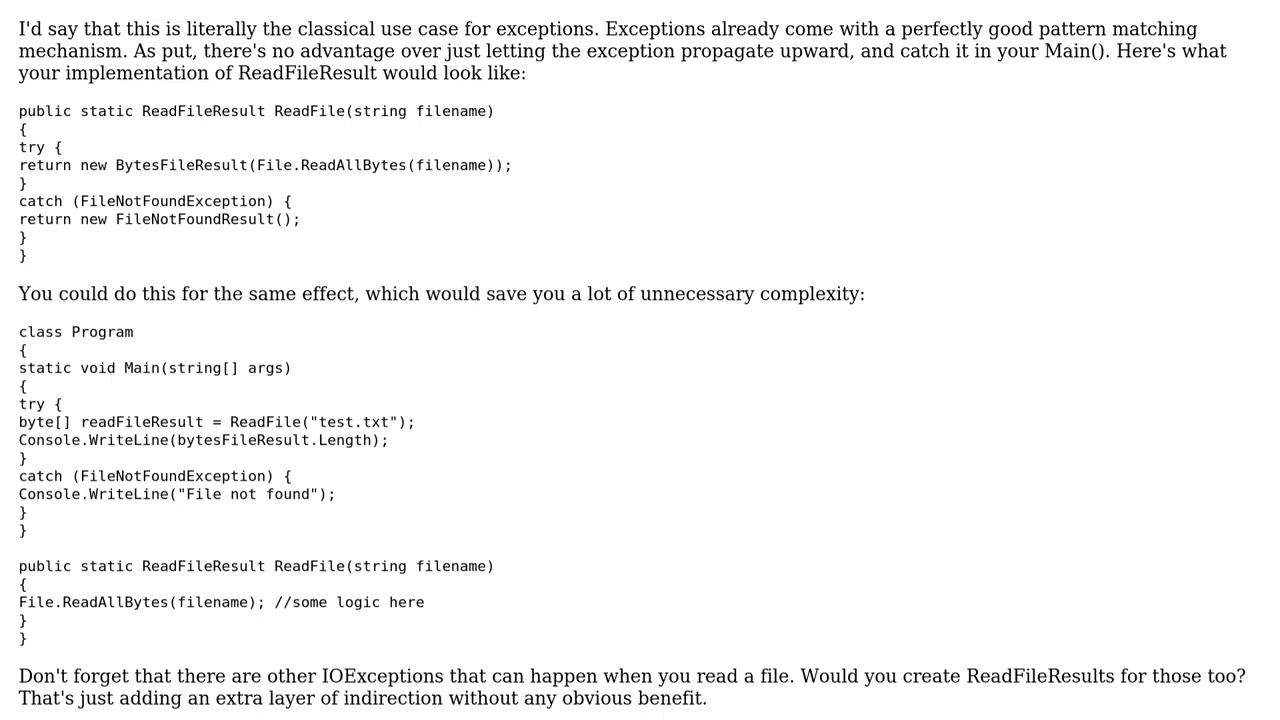 I'd say that this is literally the classical use case for exceptions. Exceptions already come with a perfectly good pattern matching
mechanism. As put, there's no advantage over just letting the exception propagate upward, and catch it in your Main(). Here's what
your implementation of ReadFileResult would look like:
public static ReadFileResult ReadFile(string filename)
{
try {
return new BytesFileResult(File.ReadAllBytes(filename));
}
catch (FileNotFoundException) {
return new FileNotFoundResult();
}
}
You could do this for the same effect, which would save you a lot of unnecessary complexity:
class Program
{
static void Main(string[] args)
{
try {
byte[] readFileResult = ReadFile("test.txt");
Console.WriteLine(bytesFileResult.Length);
}
catch (FileNotFoundException) {
Console.WriteLine("File not found");
}
}
public static ReadFileResult ReadFile(string filename)
{
File.ReadAllBytes(filename); //some logic here
}
}
Don't forget that there are other IOExceptions that can happen when you read a file. Would you create ReadFileResults for those too?
That's just adding an extra layer of indirection without any obvious benefit.